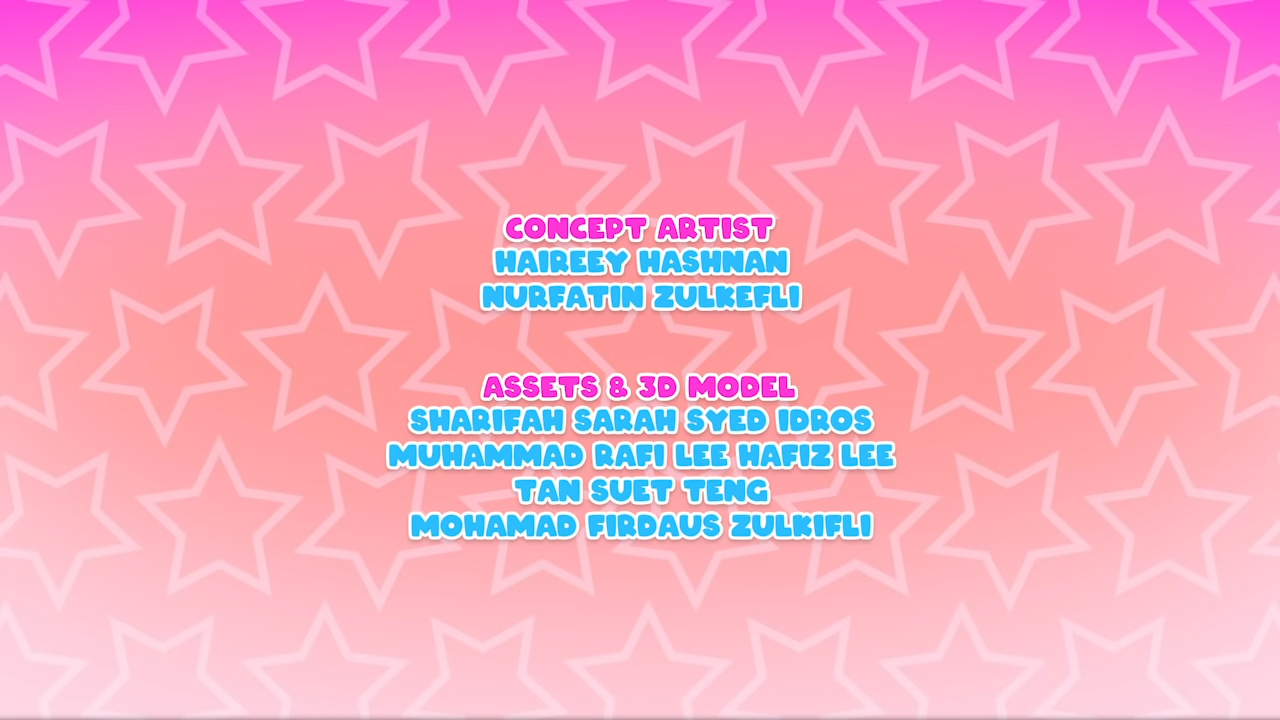 CONCEPT ARTIST
HAIREEY HASHNAN
NURFATIN ZULKEFLI
ASSETS & 3D MODEL
SHARIFAH SARAH SYED IDROS
MUHAMMAD RAFI LEE HAFIZ LEE
TAN SUET TENG
MOHAMAD FIRDAUS ZULKIFLI